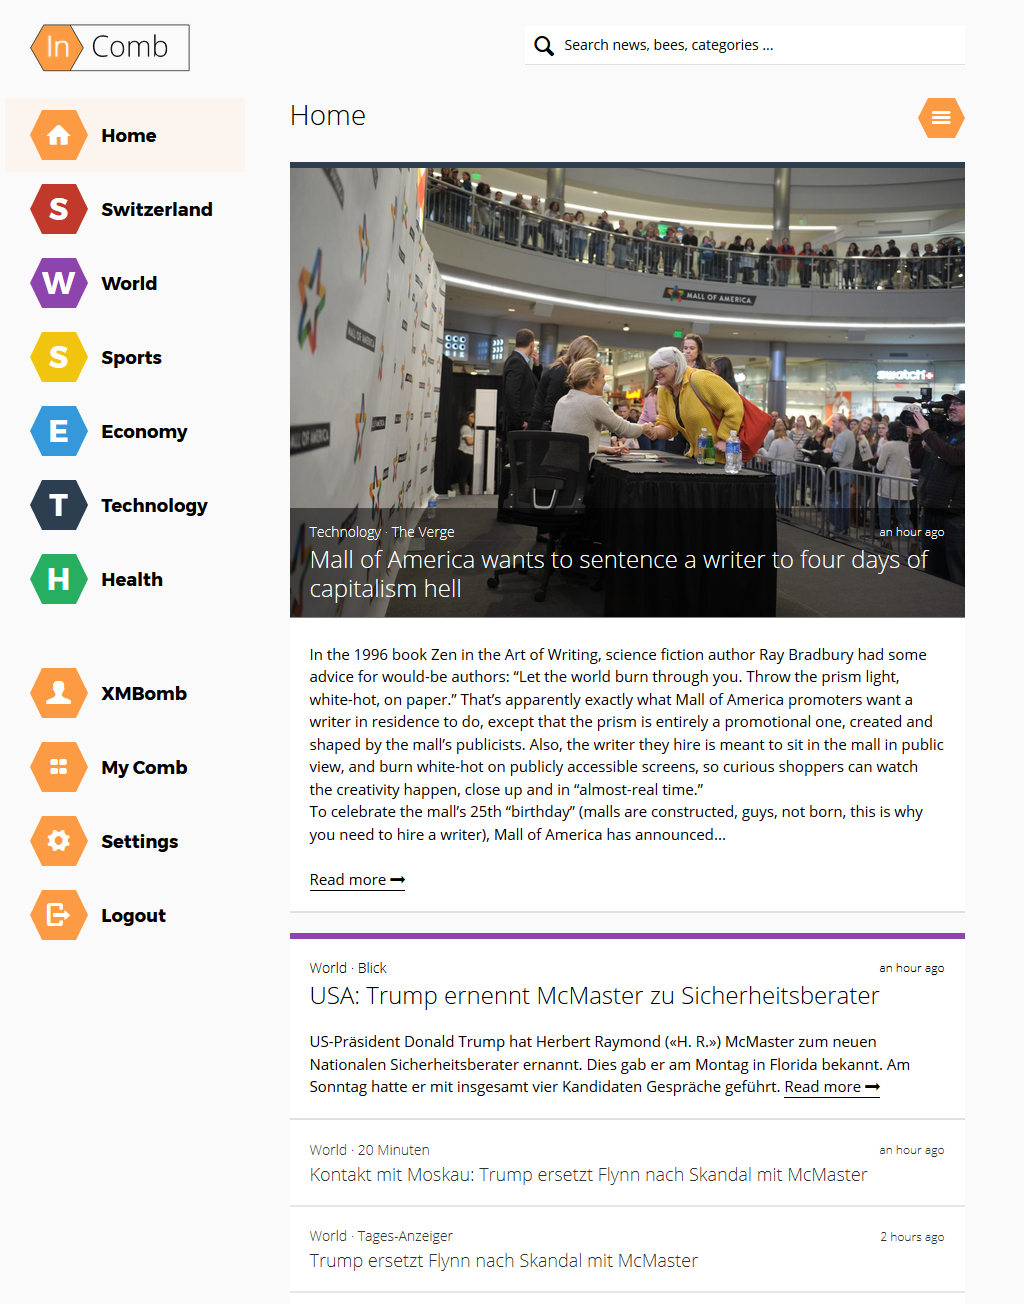 In Comb
Search news, bees, categories ...
Home
Home
S Switzerland
W World
S Sports
E Economy
T Technology
H Health
XMBomb
My Comb
Settings
Logout
MALL OF AMERICA
swatch
MALL OF AMERICA
MALL OF AMERICA
Technology · The Verge an hour ago
Mall of America wants to sentence a writer to four days of
capitalism hell
In the 1996 book Zen in the Art of Writing, science fiction author Ray Bradbury had some
advice for would-be authors: “Let the world burn through you. Throw the prism light,
white-hot, on paper.” That’s apparently exactly what Mall of America promoters want a
writer in residence to do, except that the prism is entirely a promotional one, created and
shaped by the mall’s publicists. Also, the writer they hire is meant to sit in the mall in public
view, and burn white-hot on publicly accessible screens, so curious shoppers can watch
the creativity happen, close up and in “almost-real time.”
To celebrate the mall’s 25th “birthday” (malls are constructed, guys, not born, this is why
you need to hire a writer), Mall of America has announced...
Read more
World · Blick an hour ago
USA: Trump ernennt McMaster zu Sicherheitsberater
US-Präsident Donald Trump hat Herbert Raymond («H. R.») McMaster zum neuen
Nationalen Sicherheitsberater ernannt. Dies gab er am Montag in Florida bekannt. Am
Sonntag hatte er mit insgesamt vier Kandidaten Gespräche geführt. Read more
World · 20 Minuten an hour ago
Kontakt mit Moskau: Trump ersetzt Flynn nach Skandal mit McMaster
World · Tages-Anzeiger 2 hours ago
Trump ersetzt Flynn nach Skandal mit McMaster